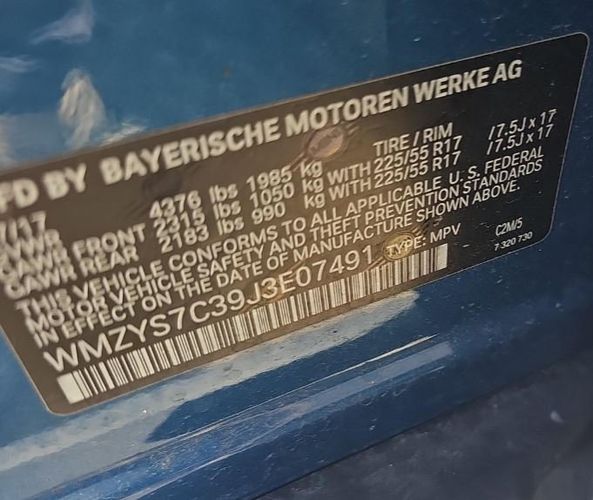 FD BY BAYERISCHE MOTOREN WERKE AG
7/17 TIRE / RIM
GVWR 4376 lbs 1985 kg
GAWR FRONT 2315 lbs 1050 kg WITH 225/55 R17 /7.5J x 17
GAWR REAR 2183 lbs 990 kg WITH 225/55 R17 /7.5J x 17
THIS VEHICLE CONFORMS TO ALL APPLICABLE U. S. FEDERAL
MOTOR VEHICLE SAFETY AND THEFT PREVENTION STANDARDS
IN EFFECT ON THE DATE OF MANUFACTURE SHOWN ABOVE.
WMZYS7C39J3E07491 TYPE: MPV C2M/5
7 320 730